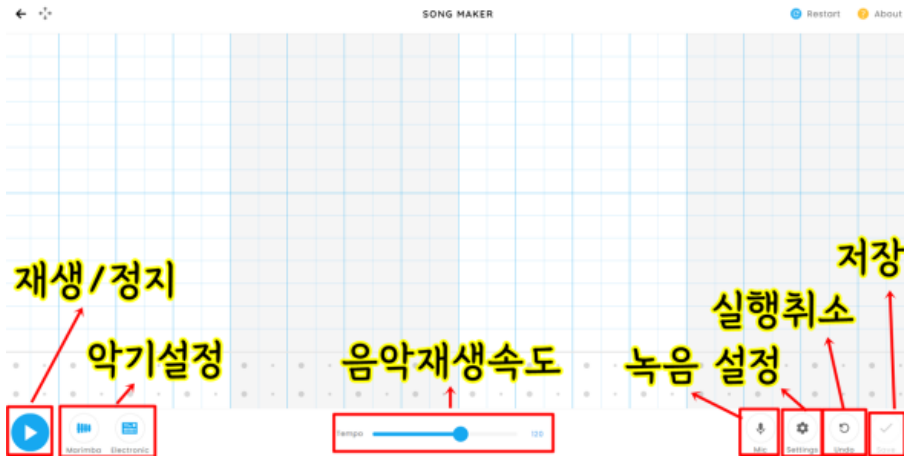 SONG MAKER
Restart
About
재생/정지
저장
실행취소
악기설정
음악재생속도
녹음 설정
Tempo
120
Marimba
Electronic
Mic
Settings
Undo
Save